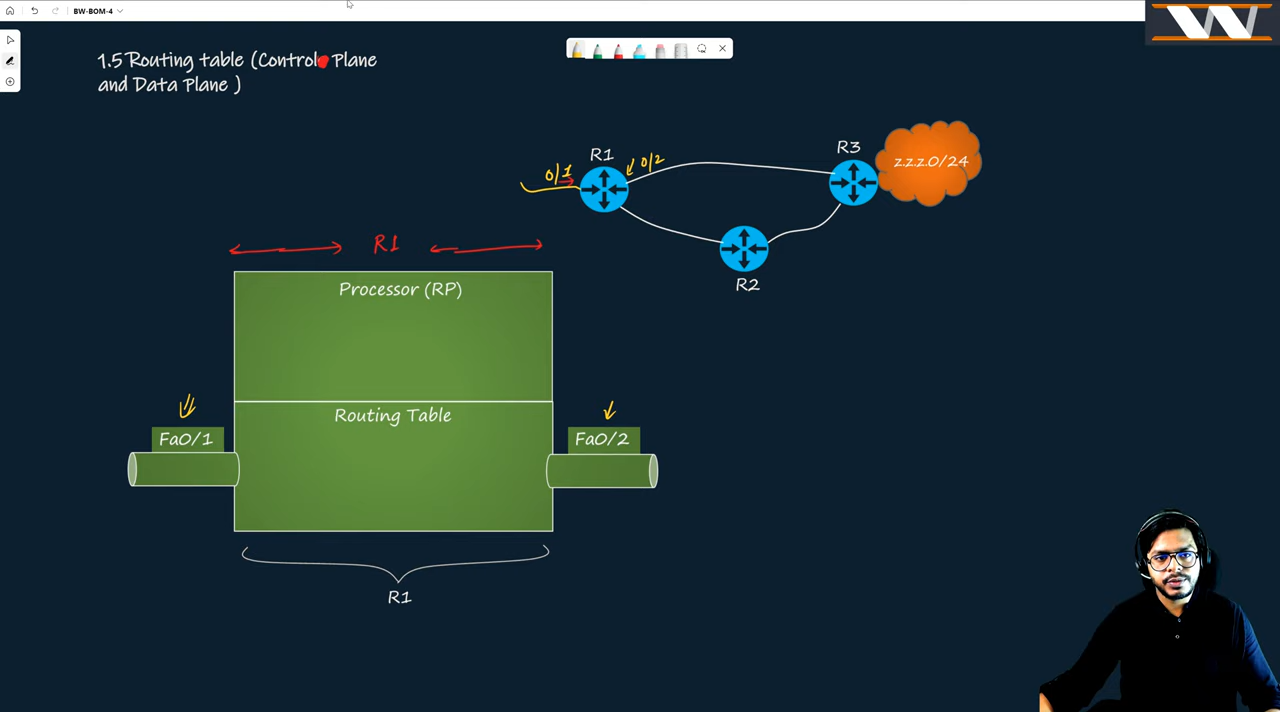 BW-BOM-4
1.5 Routing table (Control Plane
and Data Plane )
R1
0/1
0/2
R3
z.z.z.0/24
R2
R1
Processor (RP)
Routing Table
Fa0/1
Fa0/2
R1